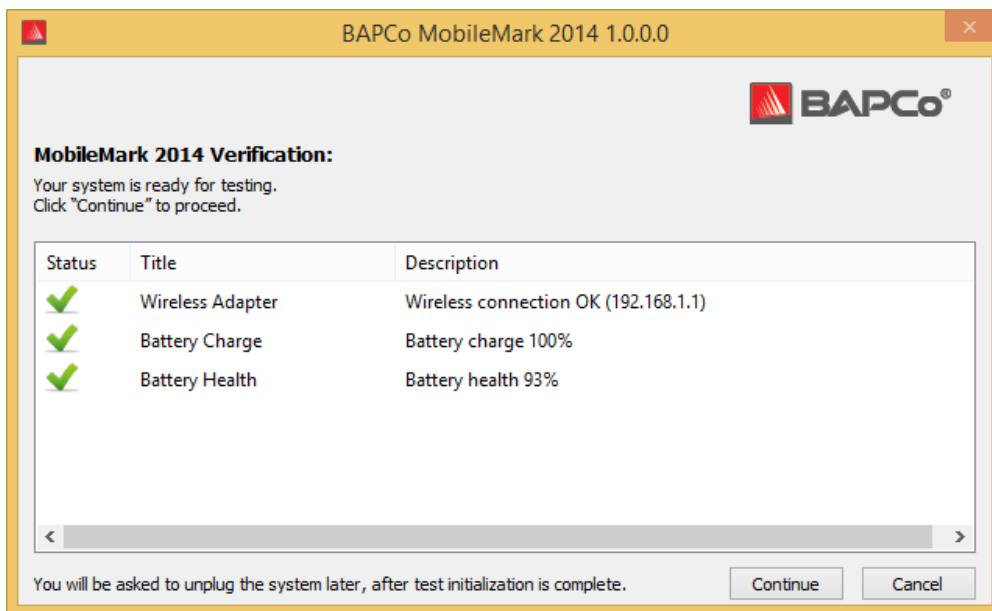 BAPCo MobileMark 2014 1.0.0.0
BAPCo®
MobileMark 2014 Verification:
Your system is ready for testing.
Click “Continue” to proceed.
Status Title Description
Wireless Adapter Wireless connection OK (192.168.1.1)
Battery Charge Battery charge 100%
Battery Health Battery health 93%
You will be asked to unplug the system later, after test initialization is complete. Continue Cancel